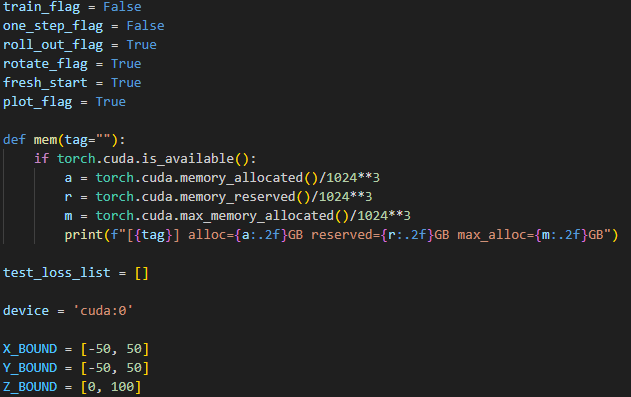 train_flag = False
one_step_flag = False
roll_out_flag = True
rotate_flag = True
fresh_start = True
plot_flag = True
def mem(tag=""):
    if torch.cuda.is_available():
        a = torch.cuda.memory_allocated()/1024**3
        r = torch.cuda.memory_reserved()/1024**3
        m = torch.cuda.max_memory_allocated()/1024**3
        print(f"[{tag}] alloc={a:.2f}GB reserved={r:.2f}GB max_alloc={m:.2f}GB")
test_loss_list = []
device = 'cuda:0'
X_BOUND = [-50, 50]
Y_BOUND = [-50, 50]
Z_BOUND = [0, 100]